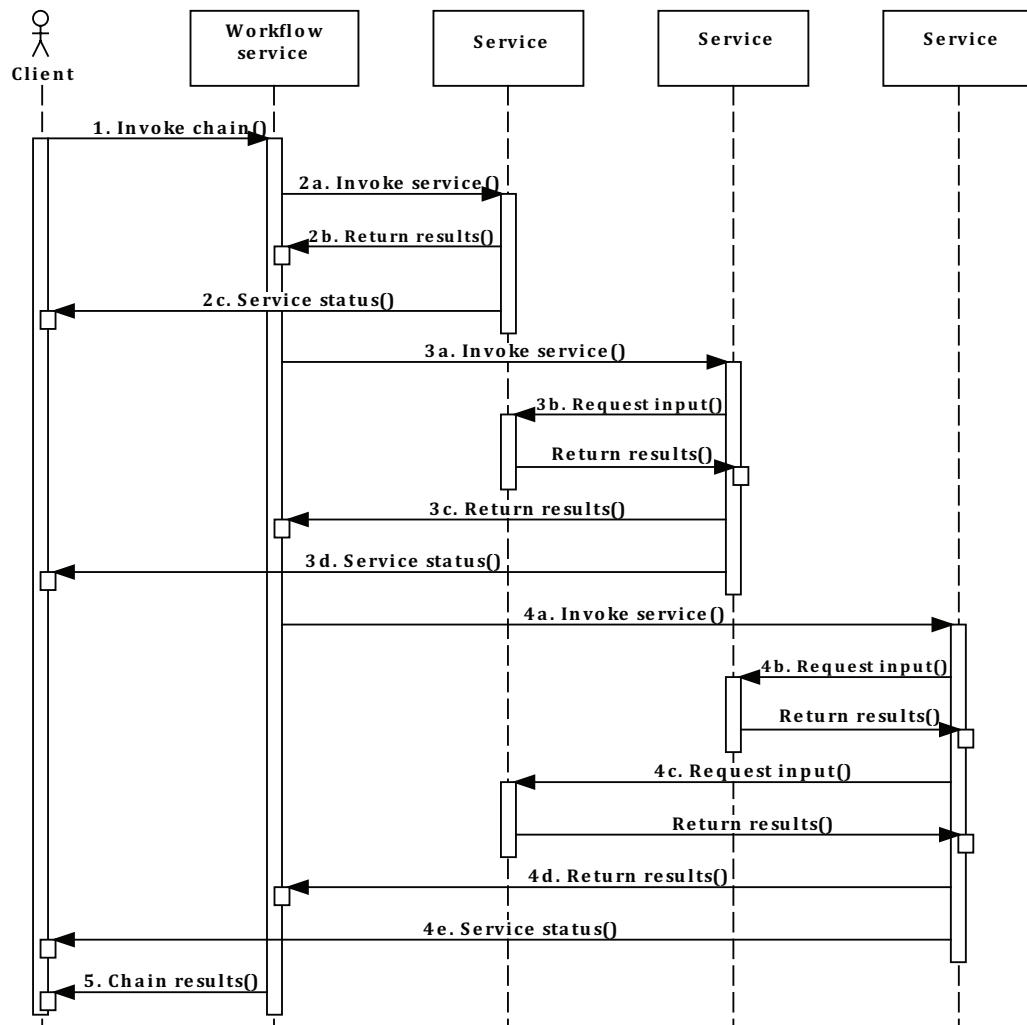 Workflow
service
Service
Service
Service
Client
1. Invoke chain()
2a. Invoke service()
2b. Return results()
2c. Service status()
3a. Invoke service()
3b. Request input()
Return results()
3c. Return results()
3d. Service status()
4a. Invoke service()
4b. Request input()
Return results()
4c. Request input()
Return results()
4d. Return results()
4e. Service status()
5. Chain results()